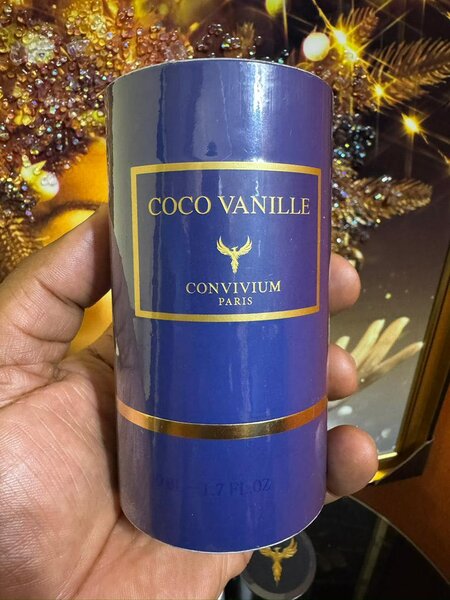 COCO VANILLE
CONVIVIUM
PARIS
1.7 FL.OZ